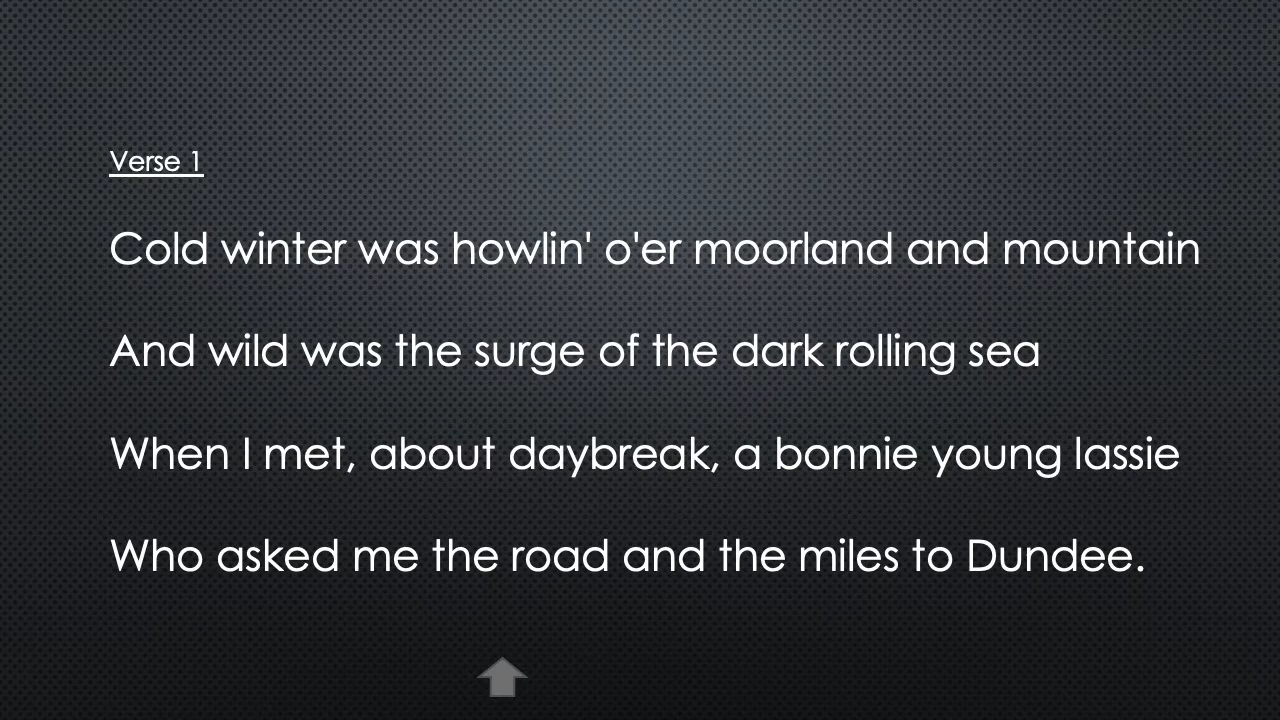 Verse 1
Cold winter was howlin' o'er moorland and mountain
And wild was the surge of the dark rolling sea
When I met, about daybreak, a bonnie young lassie
Who asked me the road and the miles to Dundee.